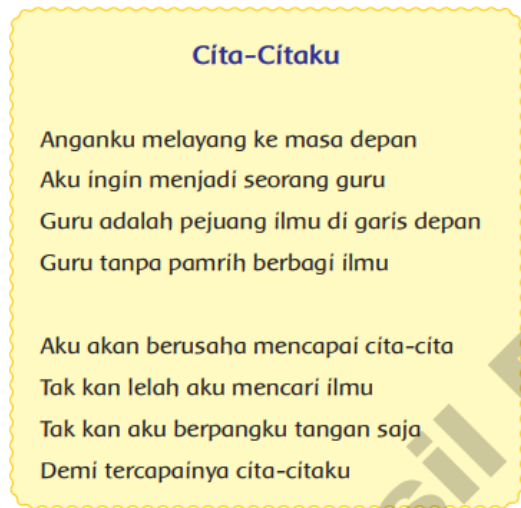 Cita-Citaku
Anganku melayang ke masa depan
Aku ingin menjadi seorang guru
Guru adalah pejuang ilmu di garis depan
Guru tanpa pamrih berbagi ilmu
Aku akan berusaha mencapai cita-cita
Tak kan lelah aku mencari ilmu
Tak kan aku berpangku tangan saja
Demi tercapainya cita-citaku
sil